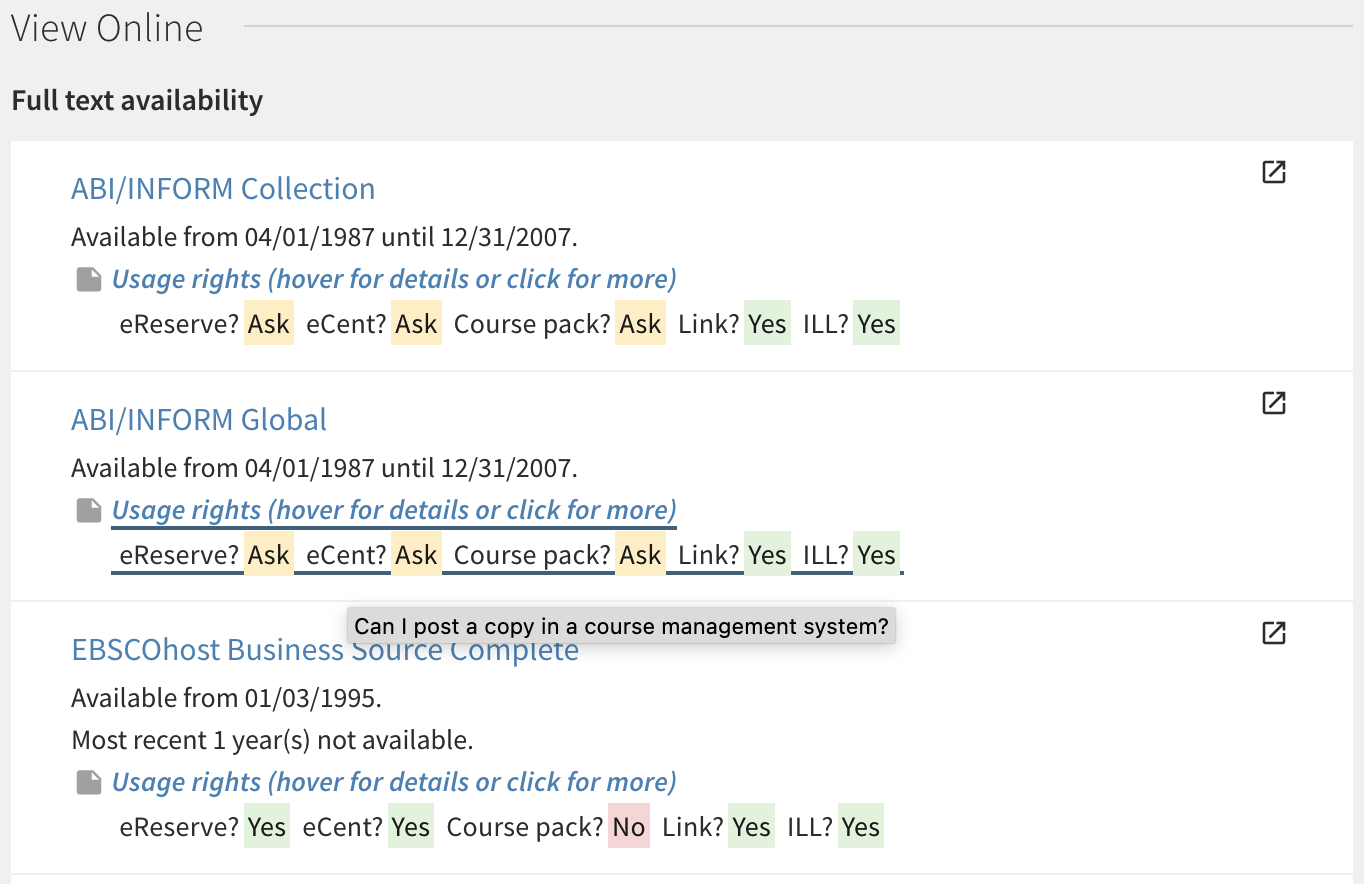 View Online
Full text availability
ABI/INFORM Collection
Available from 04/01/1987 until 12/31/2007.
Usage rights (hover for details or click for more)
eReserve? Ask eCent? Ask Course pack? Ask Link? Yes ILL? Yes
ABI/INFORM Global
Available from 04/01/1987 until 12/31/2007.
Usage rights (hover for details or click for more)
eReserve? Ask eCent? Ask Course pack? Ask Link? Yes ILL? Yes
Can I post a copy in a course management system?
EBSCOhost Business Source Complete
Available from 01/03/1995.
Most recent 1 year(s) not available.
Usage rights (hover for details or click for more)
eReserve? Yes eCent? Yes Course pack? No Link? Yes ILL? Yes